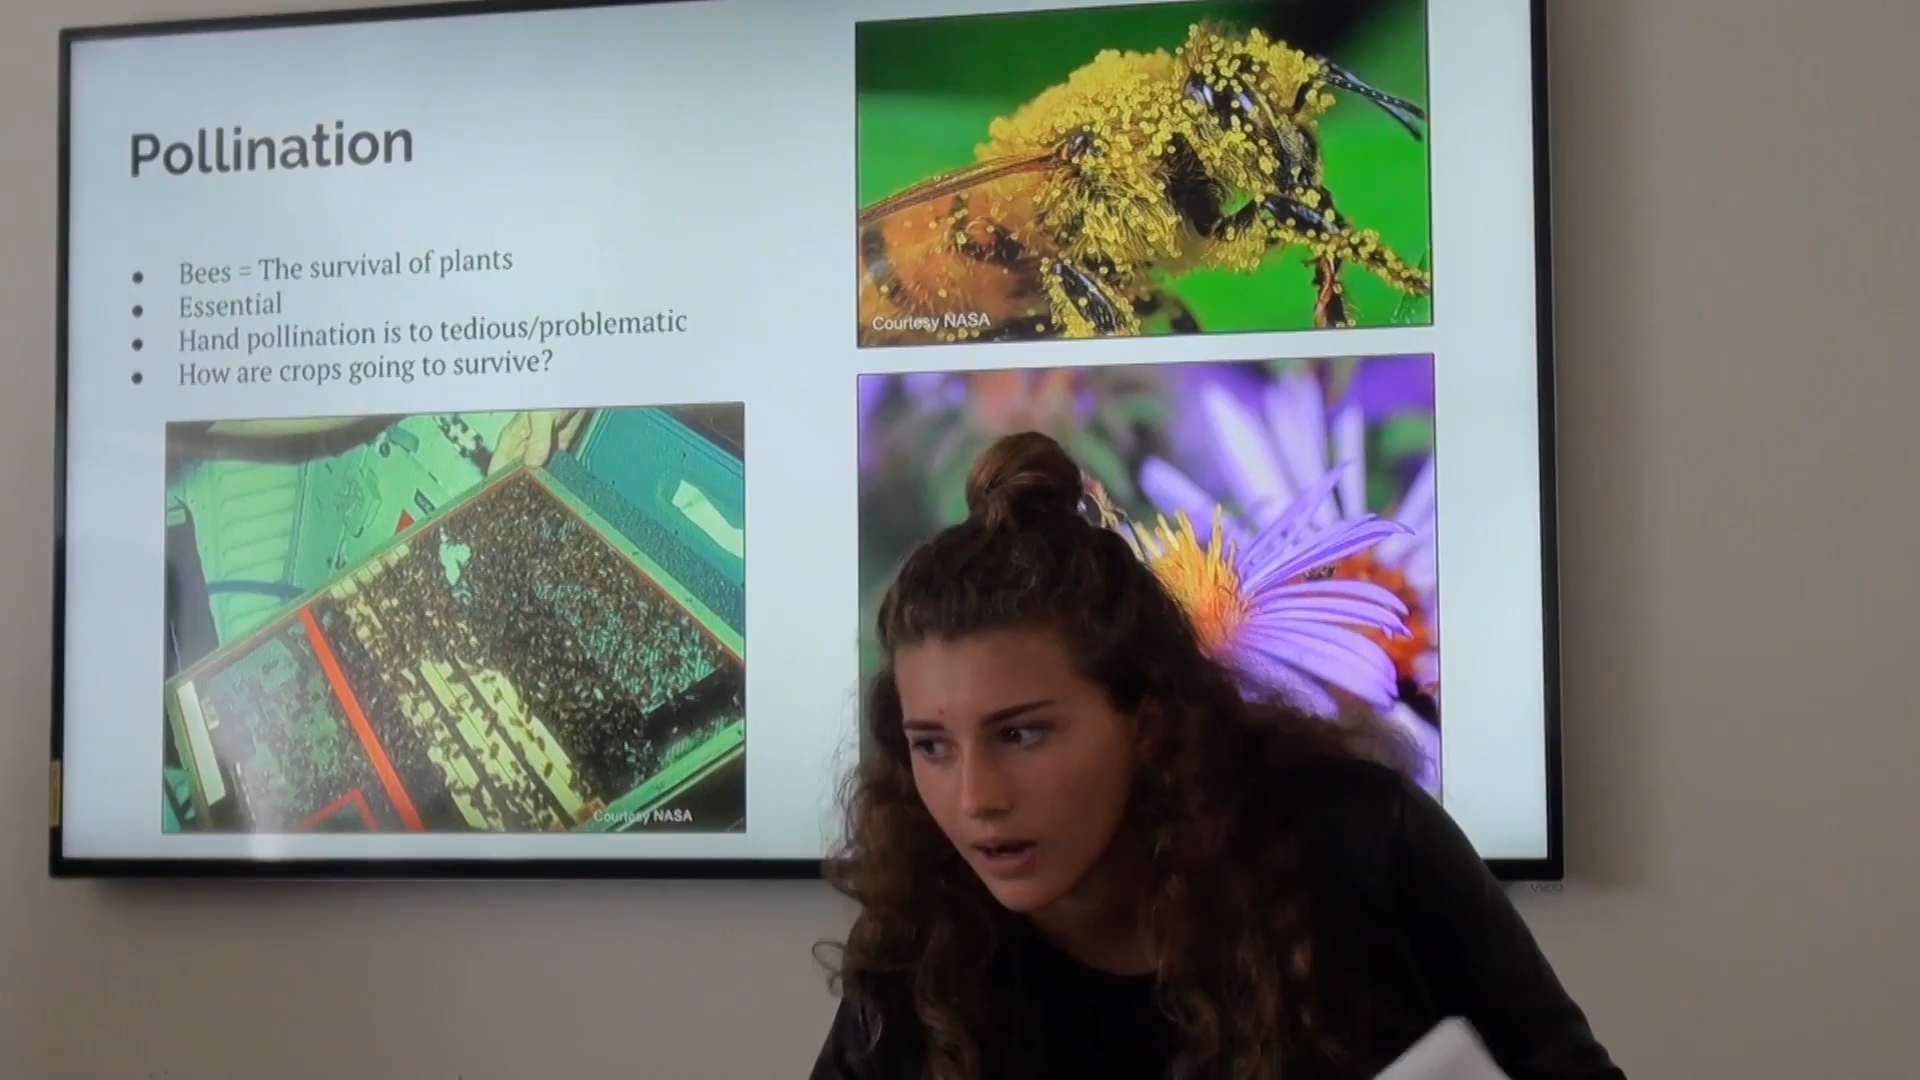 Pollination
● Bees = The survival of plants
● Essential
● Hand pollination is to tedious/problematic
● How are crops going to survive?
Courtesy NASA
Courtesy NASA
VIZIO